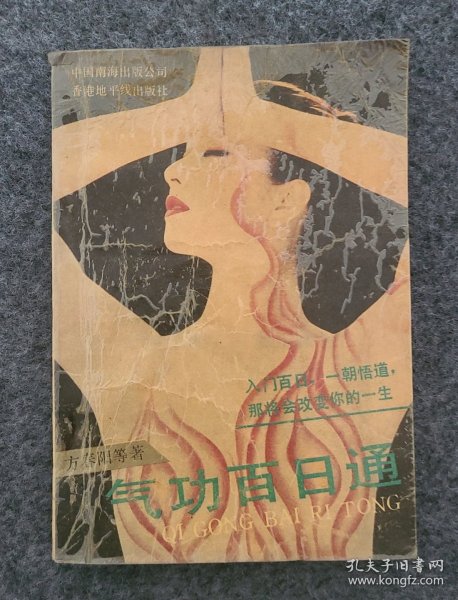 中国南海出版公司
香港地平线出版社
入门百日，一朝悟道，
那将会改变你的一生
方春阳等著
气功百日通
QI GONG BAI RI TONG
孔夫子旧书网
www.kongfz.com